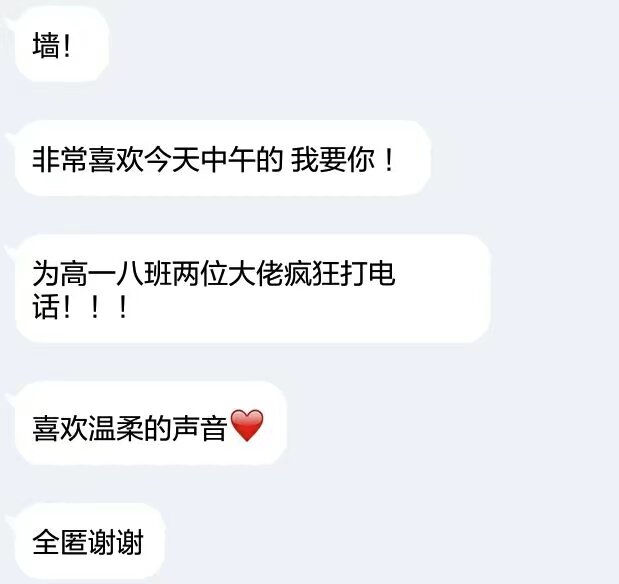 墙！
非常喜欢今天中午的 我要你！
为高一八班两位大佬疯狂打电
话！！！
喜欢温柔的声音❤️
全匿谢谢